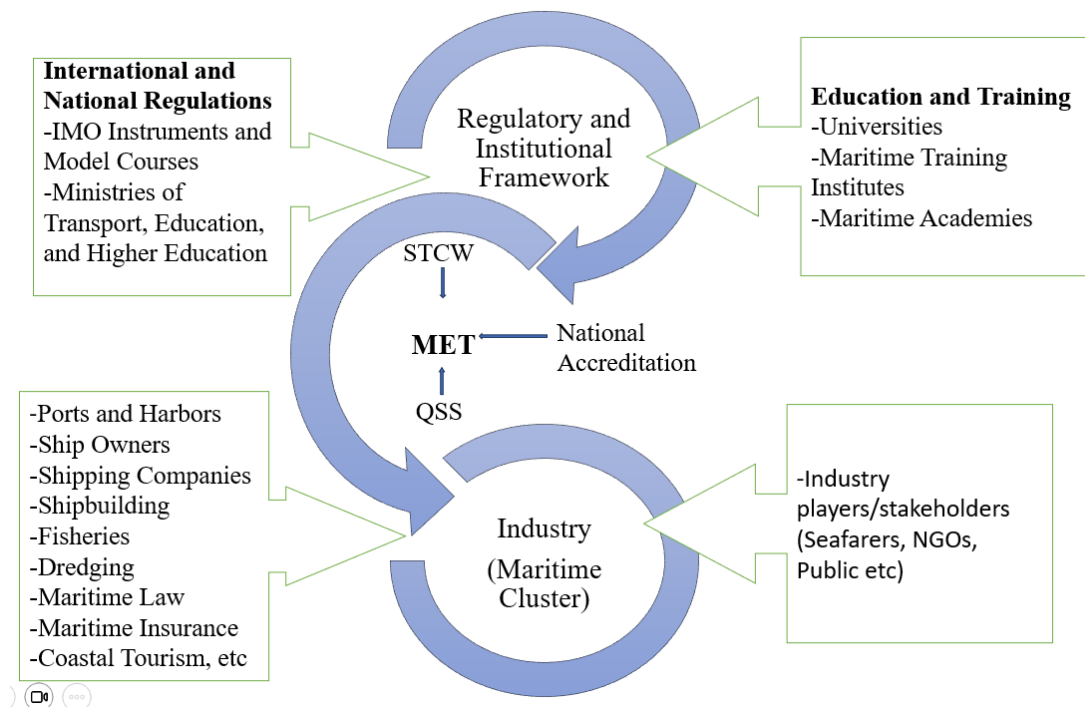 International and
National Regulations
-IMO Instruments and
Model Courses
-Ministries of
Transport, Education,
and Higher Education
Regulatory and
Institutional
Framework
Education and Training
-Universities
-Maritime Training
Institutes
-Maritime Academies
STCW
MET
National
Accreditation
QSS
-Ports and Harbors
-Ship Owners
-Shipping Companies
-Shipbuilding
-Fisheries
-Dredging
-Maritime Law
-Maritime Insurance
-Coastal Tourism, etc
Industry
(Maritime
Cluster)
-Industry
players/stakeholders
(Seafarers, NGOs,
Public etc)